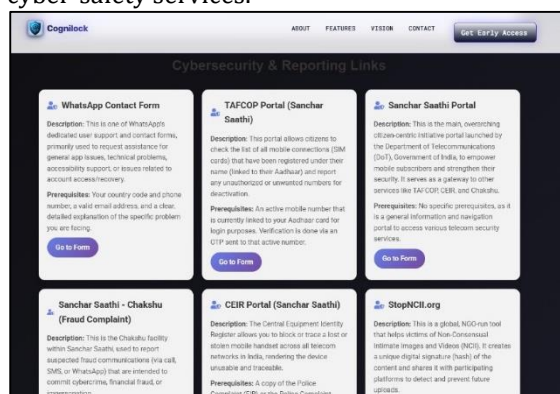 cyber-safety services.
Cognilock
ABOUT FEATURES VISION CONTACT Get Early Access
Cybersecurity & Reporting Links
WhatsApp Contact Form
Description: This is one of WhatsApp's
dedicated user support and contact forms,
primarily used to request assistance for
general app issues, technical problems,
accessibility support, or issues related to
account access/recovery.
Prerequisites: Your country code and phone
number, a valid email address, and a clear,
detailed explanation of the specific problem
you are facing.
Go to Form
TAFCOP Portal (Sanchar
Saathi)
Description: This portal allows citizens to
check the list of all mobile connections (SIM
cards) that have been registered under their
name (linked to their Aadhaar) and report
any unauthorized or unwanted numbers for
deactivation.
Prerequisites: An active mobile number that
is currently linked to your Aadhaar card for
login purposes. Verification is done via an
OTP sent to that active number.
Go to Form
Sanchar Saathi Portal
Description: This is the main, overarching
citizen-centric initiative portal launched by
the Department of Telecommunications
(DoT), Government of India, to empower
mobile subscribers and strengthen their
security. It serves as a gateway to other
services like TAFCOP, CEIR, and Chakshu.
Prerequisites: No specific prerequisites, as it
is a general information and navigation
portal to access various telecom security
services.
Go to Form
Sanchar Saathi - Chakshu
(Fraud Complaint)
Description: This is the Chakshu facility
within Sanchar Saathi, used to report
suspected fraud communications (via call,
SMS, or WhatsApp) that are intended to
commit cybercrime, financial fraud, or
CEIR Portal (Sanchar Saathi)
Description: The Central Equipment Identity
Register allows you to block or trace a lost or
stolen mobile handset across all telecom
networks in India, rendering the device
unusable and traceable.
Prerequisites: A copy of the Police
Complaint (FIR) or the Police Complaint
StopNCII.org
Description: This is a global, NGO-run tool
that helps victims of Non-Consensual
Intimate Images and Videos (NCII). It creates
a unique digital signature (hash) of the
content and shares it with participating
platforms to detect and prevent future
uploads.